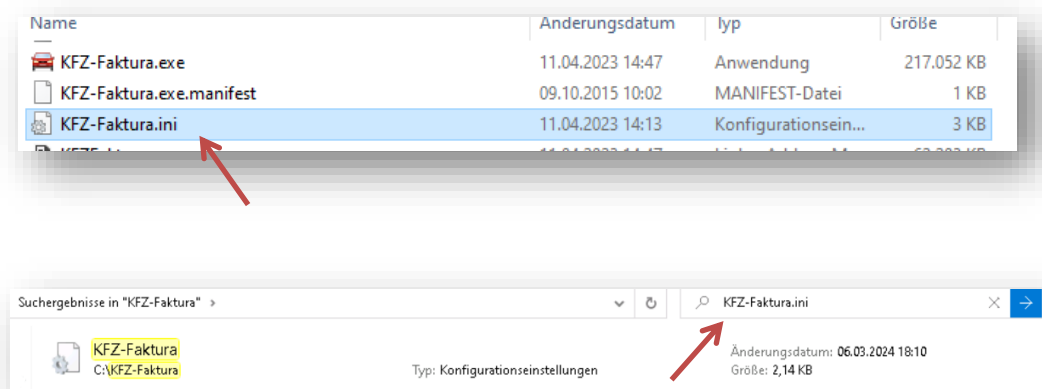 Name Änderungsdatum Typ Größe
KFZ-Faktura.exe 11.04.2023 14:47 Anwendung 217.052 KB
KFZ-Faktura.exe.manifest 09.10.2015 10:02 MANIFEST-Datei 1 KB
KFZ-Faktura.ini 11.04.2023 14:13 Konfigurationsein... 3 KB
Suchergebnisse in "KFZ-Faktura" KFZ-Faktura.ini
KFZ-Faktura Änderungsdatum: 06.03.2024 18:10
C:\KFZ-Faktura Typ: Konfigurationseinstellungen Größe: 2,14 KB